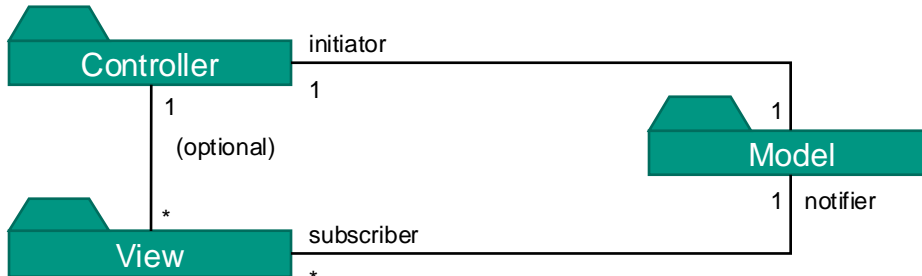 initiator
Controller
1
1
(optional)
1
Model
*
1 notifier
subscriber
View
*